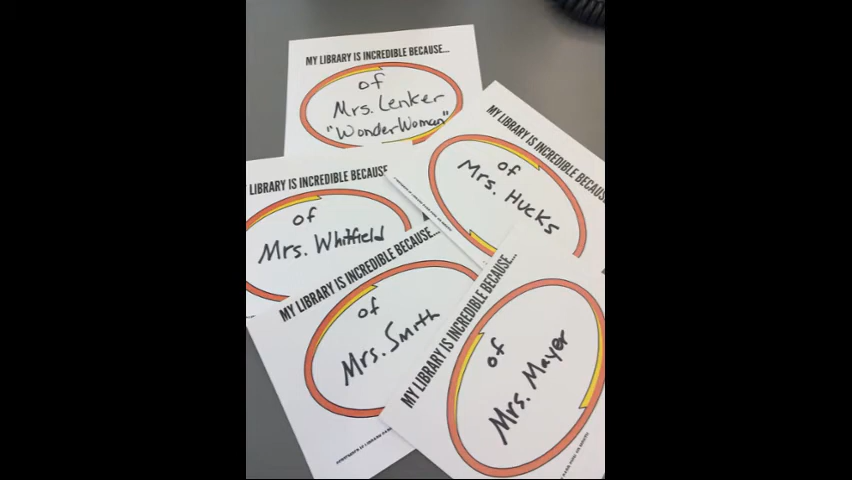 MY LIBRARY IS INCREDIBLE BECAUSE...
of
Mrs. Lenker
"Wonder Woman"
MY LIBRARY IS INCREDIBLE BECAUSE
of
Mrs. Hucks
LIBRARY IS INCREDIBLE BECAUSE
of
Mrs. Whitfield
MY LIBRARY IS INCREDIBLE BECAUSE...
of
Mrs. Smith
MY LIBRARY IS INCREDIBLE BECAUSE...
of
Mrs. Mayer